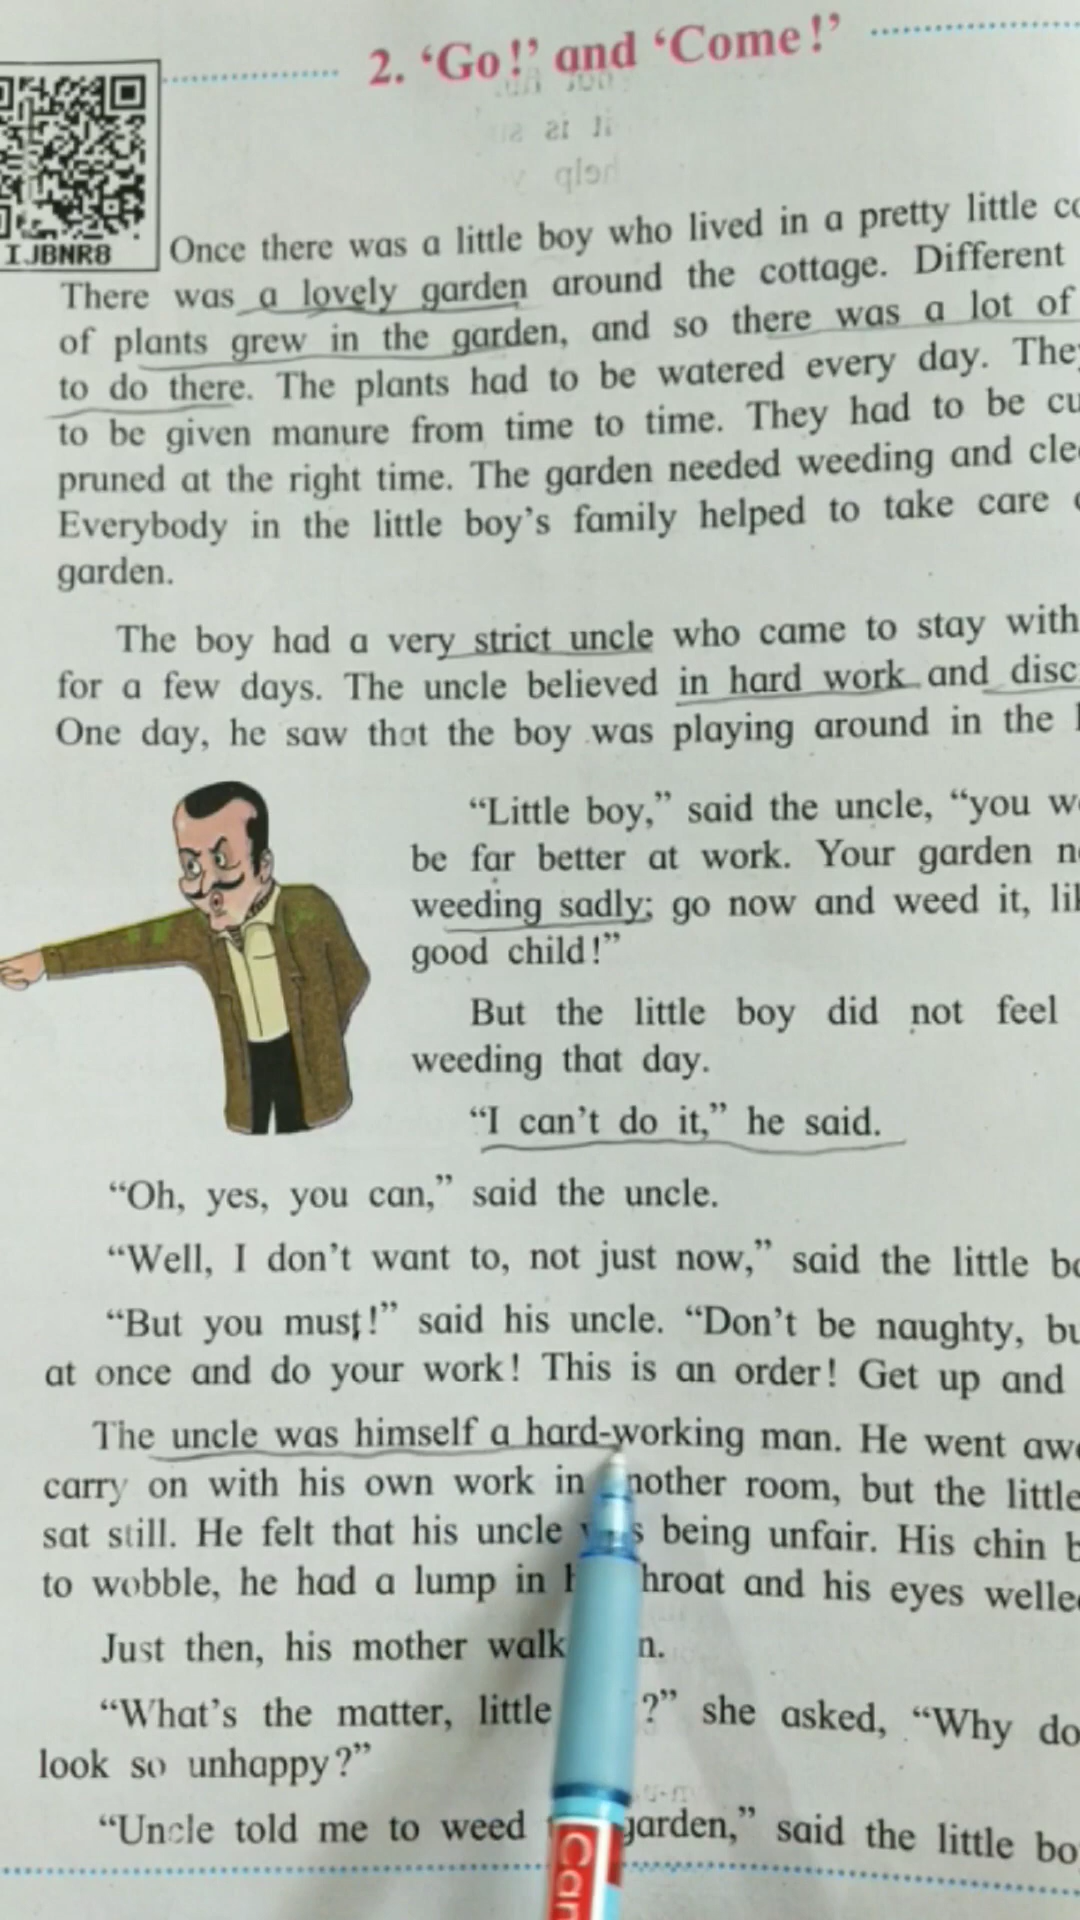 2. ‘Go!’ and ‘Come!’
IJBNR8
Once there was a little boy who lived in a pretty little
There was a lovely garden around the cottage. Different
of plants grew in the garden, and so there was a lot of
to do there. The plants had to be watered every day.
to be given manure from time to time. They had to be
pruned at the right time. The garden needed weeding and
Everybody in the little boy’s family helped to take care
garden.
The boy had a very strict uncle who came to stay with
for a few days. The uncle believed in hard work and
One day, he saw that the boy was playing around in the
“Little boy,” said the uncle, “you
be far better at work. Your garden
weeding sadly; go now and weed it,
good child!”
But the little boy did not feel
weeding that day.
“I can’t do it,” he said.
“Oh, yes, you can,” said the uncle.
“Well, I don’t want to, not just now,” said the little
“But you must!” said his uncle. “Don’t be naughty,
at once and do your work! This is an order! Get up and
The uncle was himself a hard-working man. He went
carry on with his own work in another room, but the little
sat still. He felt that his uncle was being unfair. His chin
to wobble, he had a lump in throat and his eyes
Just then, his mother
“What’s the matter, little ?” she asked, “Why
look so unhappy?”
“Uncle told me to weed garden,” said the little
Can